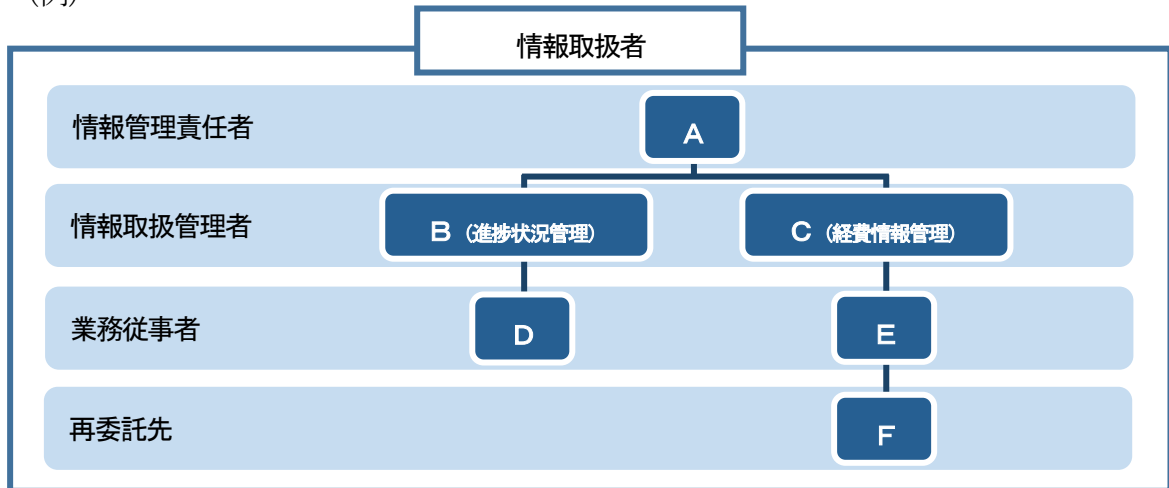 （例）
情報取扱者
情報管理責任者
Ａ
情報取扱管理者
Ｂ（進捗状況管理）
Ｃ（経費情報管理）
業務従事者
Ｄ
Ｅ
再委託先
Ｆ